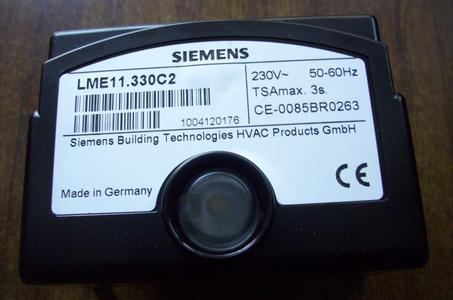 SIEMENS
LME11.330C2
230V~ 50-60Hz
TSAmax. 3s.
1004120176
CE-0085BR0263
Siemens Building Technologies HVAC Products GmbH
Made in Germany
CE